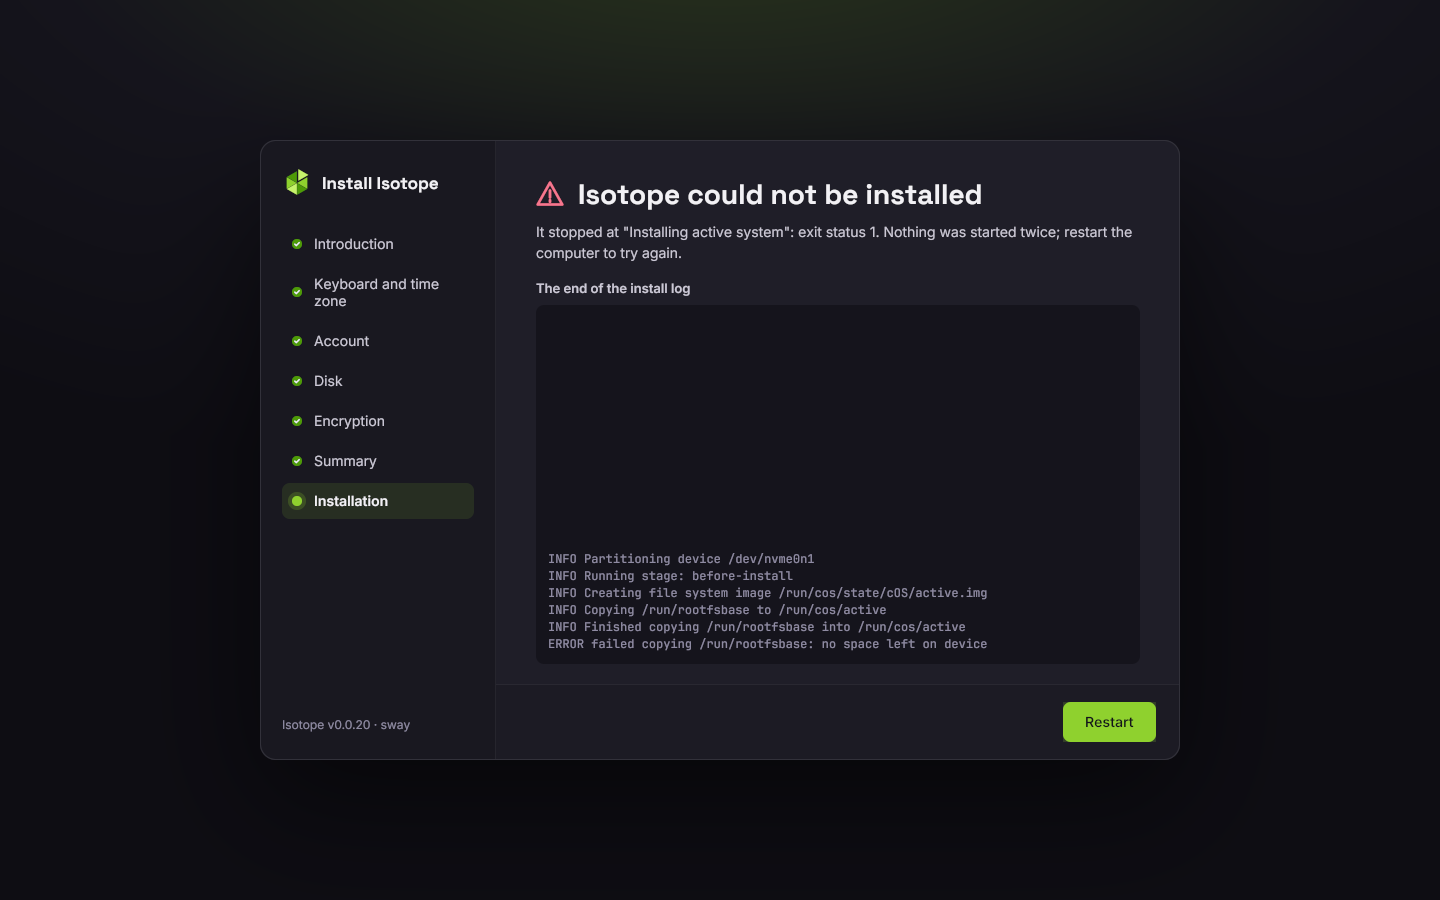 Install Isotope
Introduction
Keyboard and time
zone
Account
Disk
Encryption
Summary
Installation
Isotope v0.0.20 · sway
Isotope could not be installed
It stopped at "Installing active system": exit status 1. Nothing was started twice; restart the
computer to try again.
The end of the install log
INFO Partitioning device /dev/nvme0n1
INFO Running stage: before-install
INFO Creating file system image /run/cos/state/cOS/active.img
INFO Copying /run/rootfsbase to /run/cos/active
INFO Finished copying /run/rootfsbase into /run/cos/active
ERROR failed copying /run/rootfsbase: no space left on device
Restart